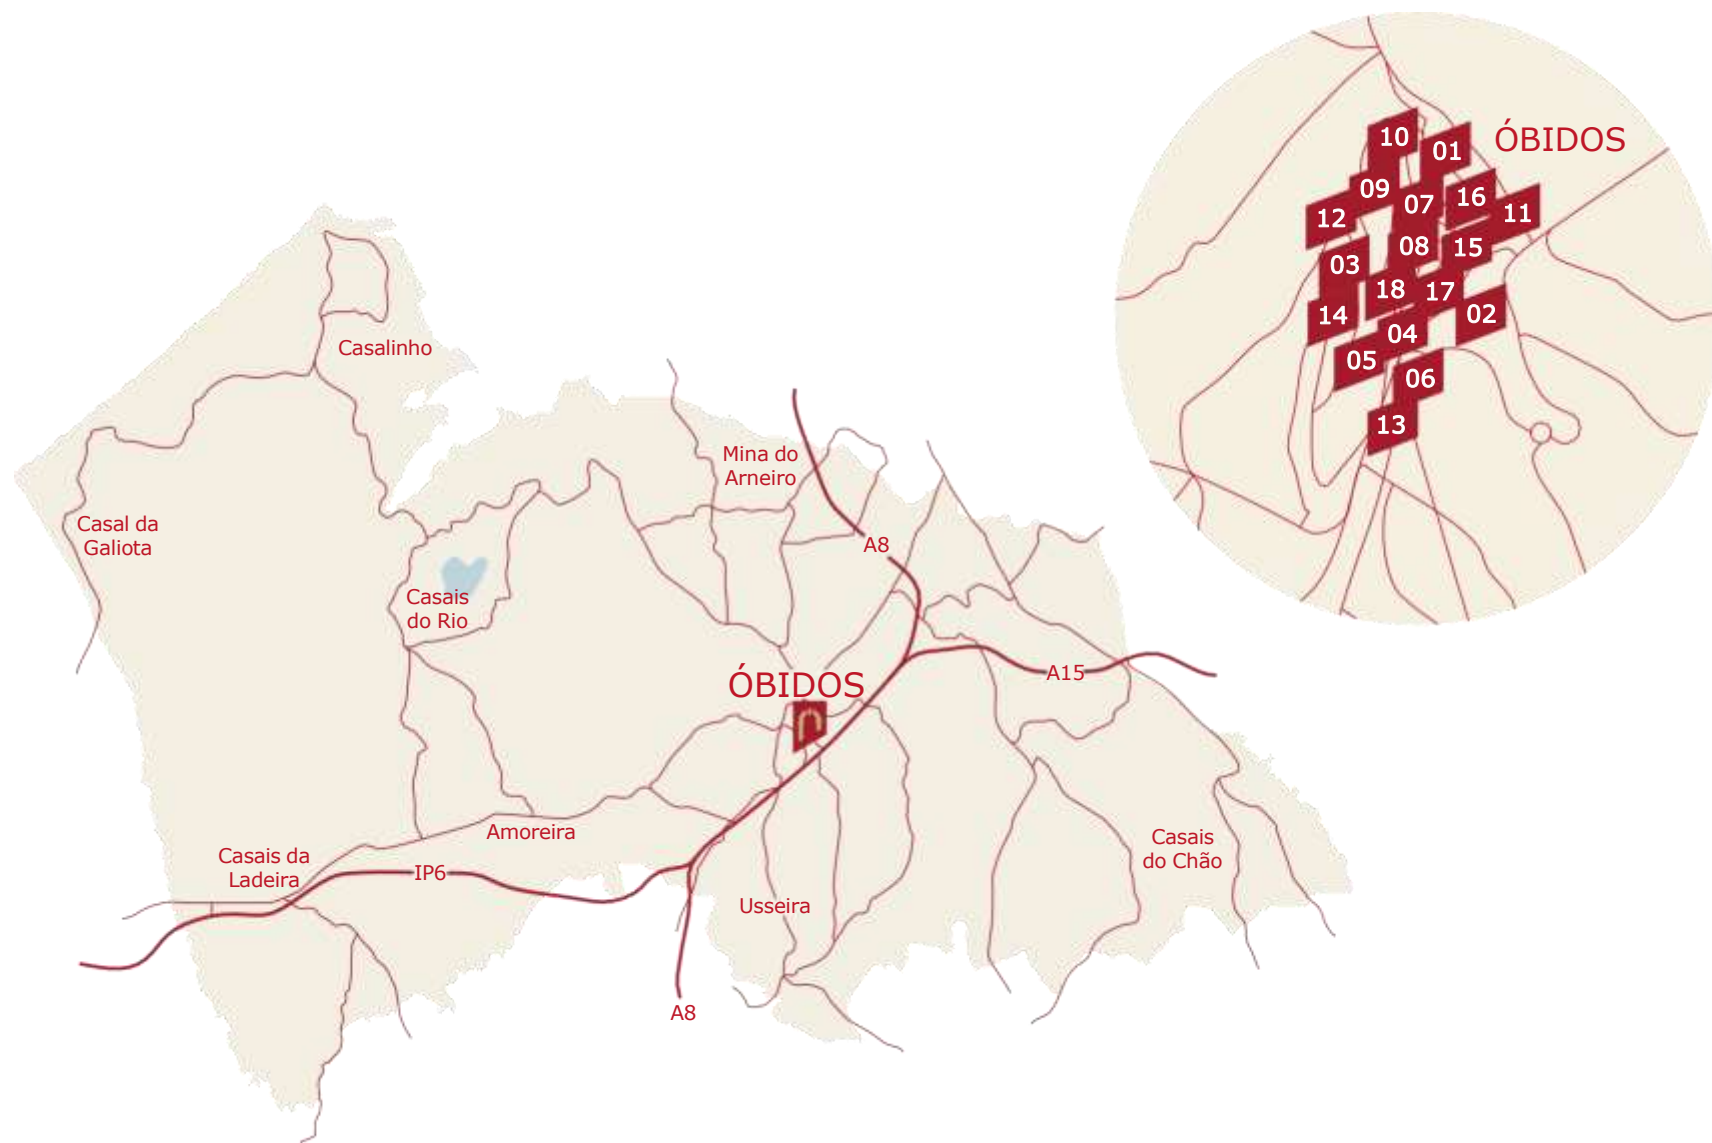 10
01
ÓBIDOS
09
07
16
11
12
08
15
03
18
17
14
04
02
05
06
13
Casalinho
Mina do
Arneiro
Casal da
Galiota
A8
Casais
do Rio
ÓBIDOS
A15
Amoreira
Casais da
Ladeira
IP6
Casais
do Chão
Usseira
A8